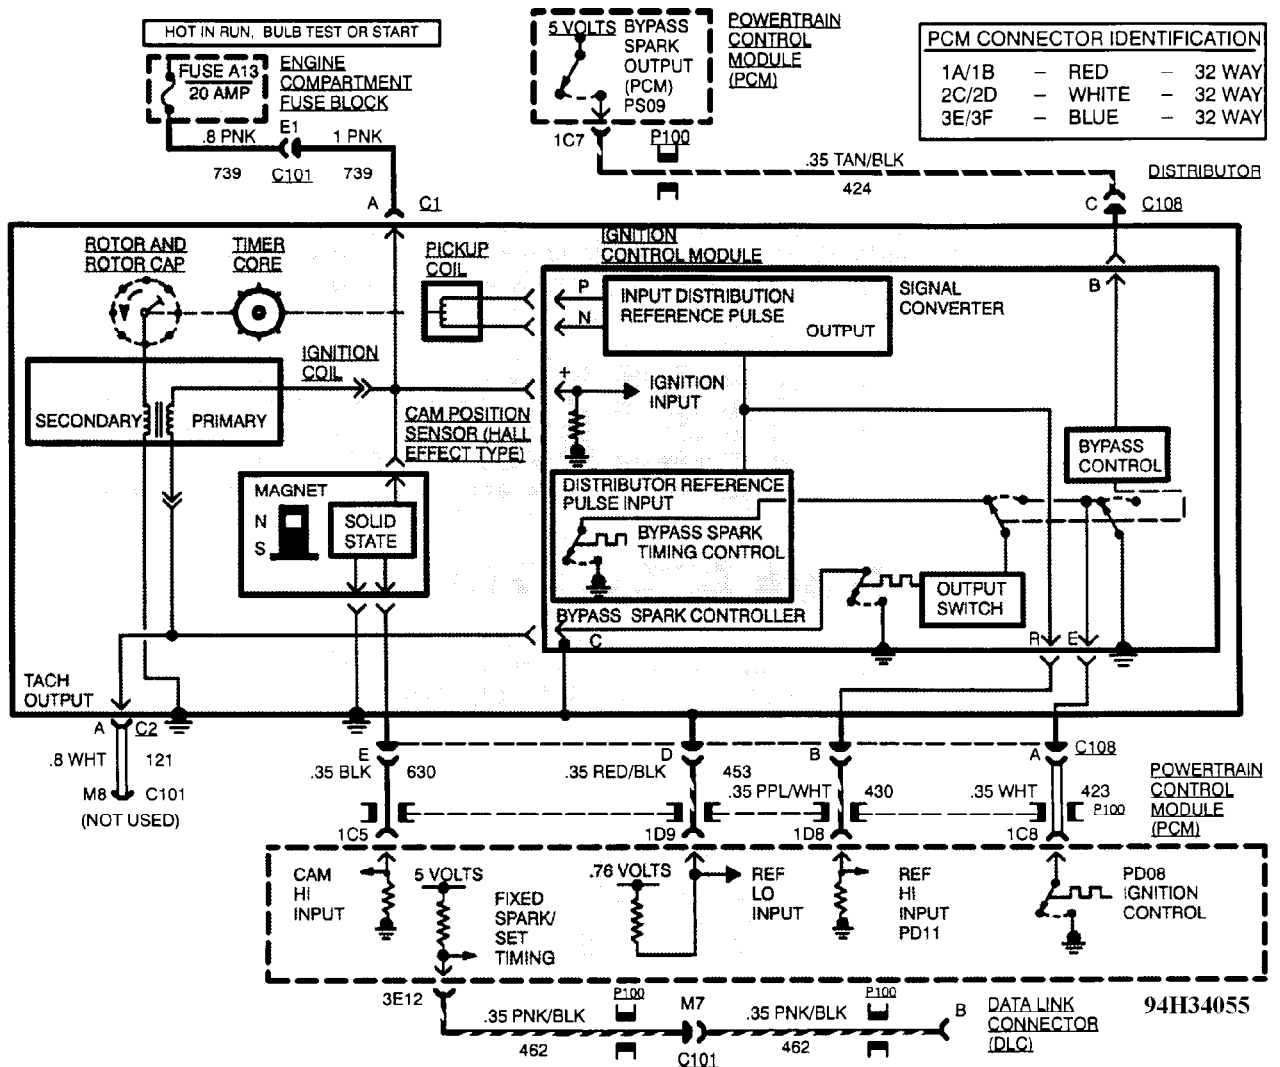 HOT IN RUN, BULB TEST OR START
FUSE A13
20 AMP
ENGINE
COMPARTMENT
FUSE BLOCK
.8 PNK
E1
1 PNK
739
C101
739
A
C1
5 VOLTS
BYPASS
SPARK
OUTPUT
(PCM)
PS09
POWERTRAIN
CONTROL
MODULE
(PCM)
1C7
P100
.35 TAN/BLK
424
PCM CONNECTOR IDENTIFICATION
1A/1B – RED – 32 WAY
2C/2D – WHITE – 32 WAY
3E/3F – BLUE – 32 WAY
DISTRIBUTOR
C
C108
ROTOR AND
ROTOR CAP
TIMER
CORE
PICKUP
COIL
IGNITION
CONTROL MODULE
P
N
INPUT DISTRIBUTION
REFERENCE PULSE
OUTPUT
SIGNAL
CONVERTER
B
IGNITION
COIL
SECONDARY
PRIMARY
+
IGNITION
INPUT
CAM POSITION
SENSOR (HALL
EFFECT TYPE)
BYPASS
CONTROL
MAGNET
N
S
SOLID
STATE
DISTRIBUTOR REFERENCE
PULSE INPUT
BYPASS SPARK
TIMING CONTROL
OUTPUT
SWITCH
BYPASS SPARK CONTROLLER
C
R
E
TACH
OUTPUT
A
C2
.8 WHT
121
M8
C101
(NOT USED)
E
D
B
A
C108
.35 BLK
630
.35 RED/BLK
453
.35 PPL/WHT
430
.35 WHT
423
P100
POWERTRAIN
CONTROL
MODULE
(PCM)
1C5
1D9
1D8
1C8
CAM
HI
INPUT
5 VOLTS
FIXED
SPARK/
SET
TIMING
.76 VOLTS
REF
LO
INPUT
REF
HI
INPUT
PD11
PD08
IGNITION
CONTROL
3E12
.35 PNK/BLK
462
P100
M7
C101
.35 PNK/BLK
462
P100
B
DATA LINK
CONNECTOR
(DLC)
94H34055